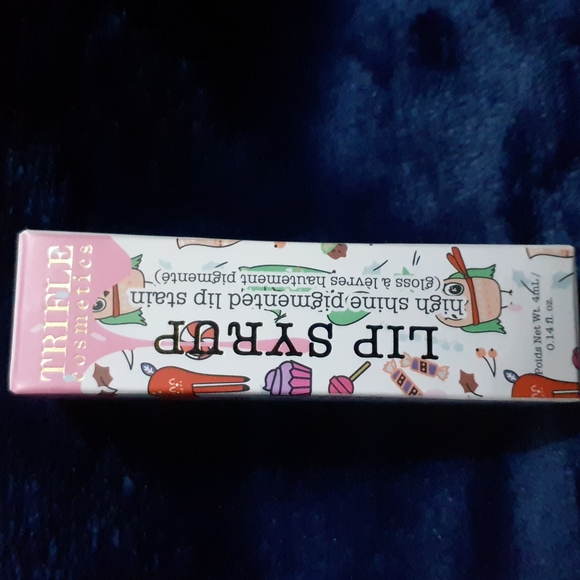 TRIFLE
cosmetics
LIP SYRUP
high shine pigmented lip stain
(gloss à lèvres hautement pigmente)
Poids Net Wt. 4mL /
0.14 fl. oz.
B B
B P